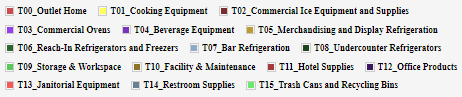 T00_Outlet Home T01_Cooking Equipment T02_Commercial Ice Equipment and Supplies
T03_Commercial Ovens T04_Beverage Equipment T05_Merchandising and Display Refrigeration
T06_Reach-In Refrigerators and Freezers T07_Bar Refrigeration T08_Undercounter Refrigerators
T09_Storage & Workspace T10_Facility & Maintenance T11_Hotel Supplies T12_Office Products
T13_Janitorial Equipment T14_Restroom Supplies T15_Trash Cans and Recycling Bins